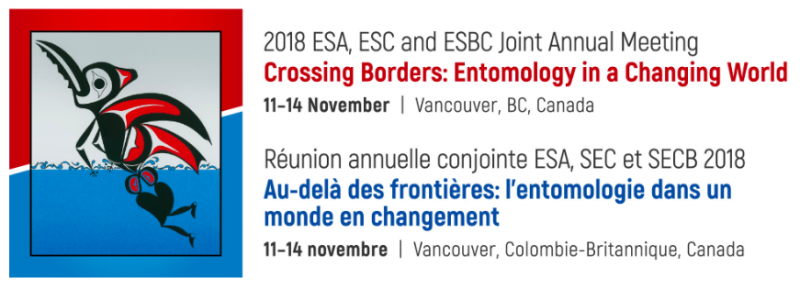 2018 ESA, ESC and ESBC Joint Annual Meeting
Crossing Borders: Entomology in a Changing World
11–14 November | Vancouver, BC, Canada
Réunion annuelle conjointe ESA, SEC et SECB 2018
Au-delà des frontières: l'entomologie dans un
monde en changement
11–14 novembre | Vancouver, Colombie-Britannique, Canada